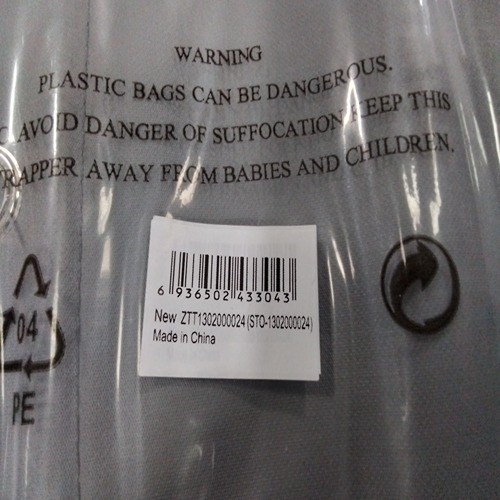 WARNING
PLASTIC BAGS CAN BE DANGEROUS.
AVOID DANGER OF SUFFOCATION KEEP THIS
WRAPPER AWAY FROM BABIES AND CHILDREN.
6 936502 433043
New ZTT1302000024 (STO-1302000024)
Made in China
04
PE